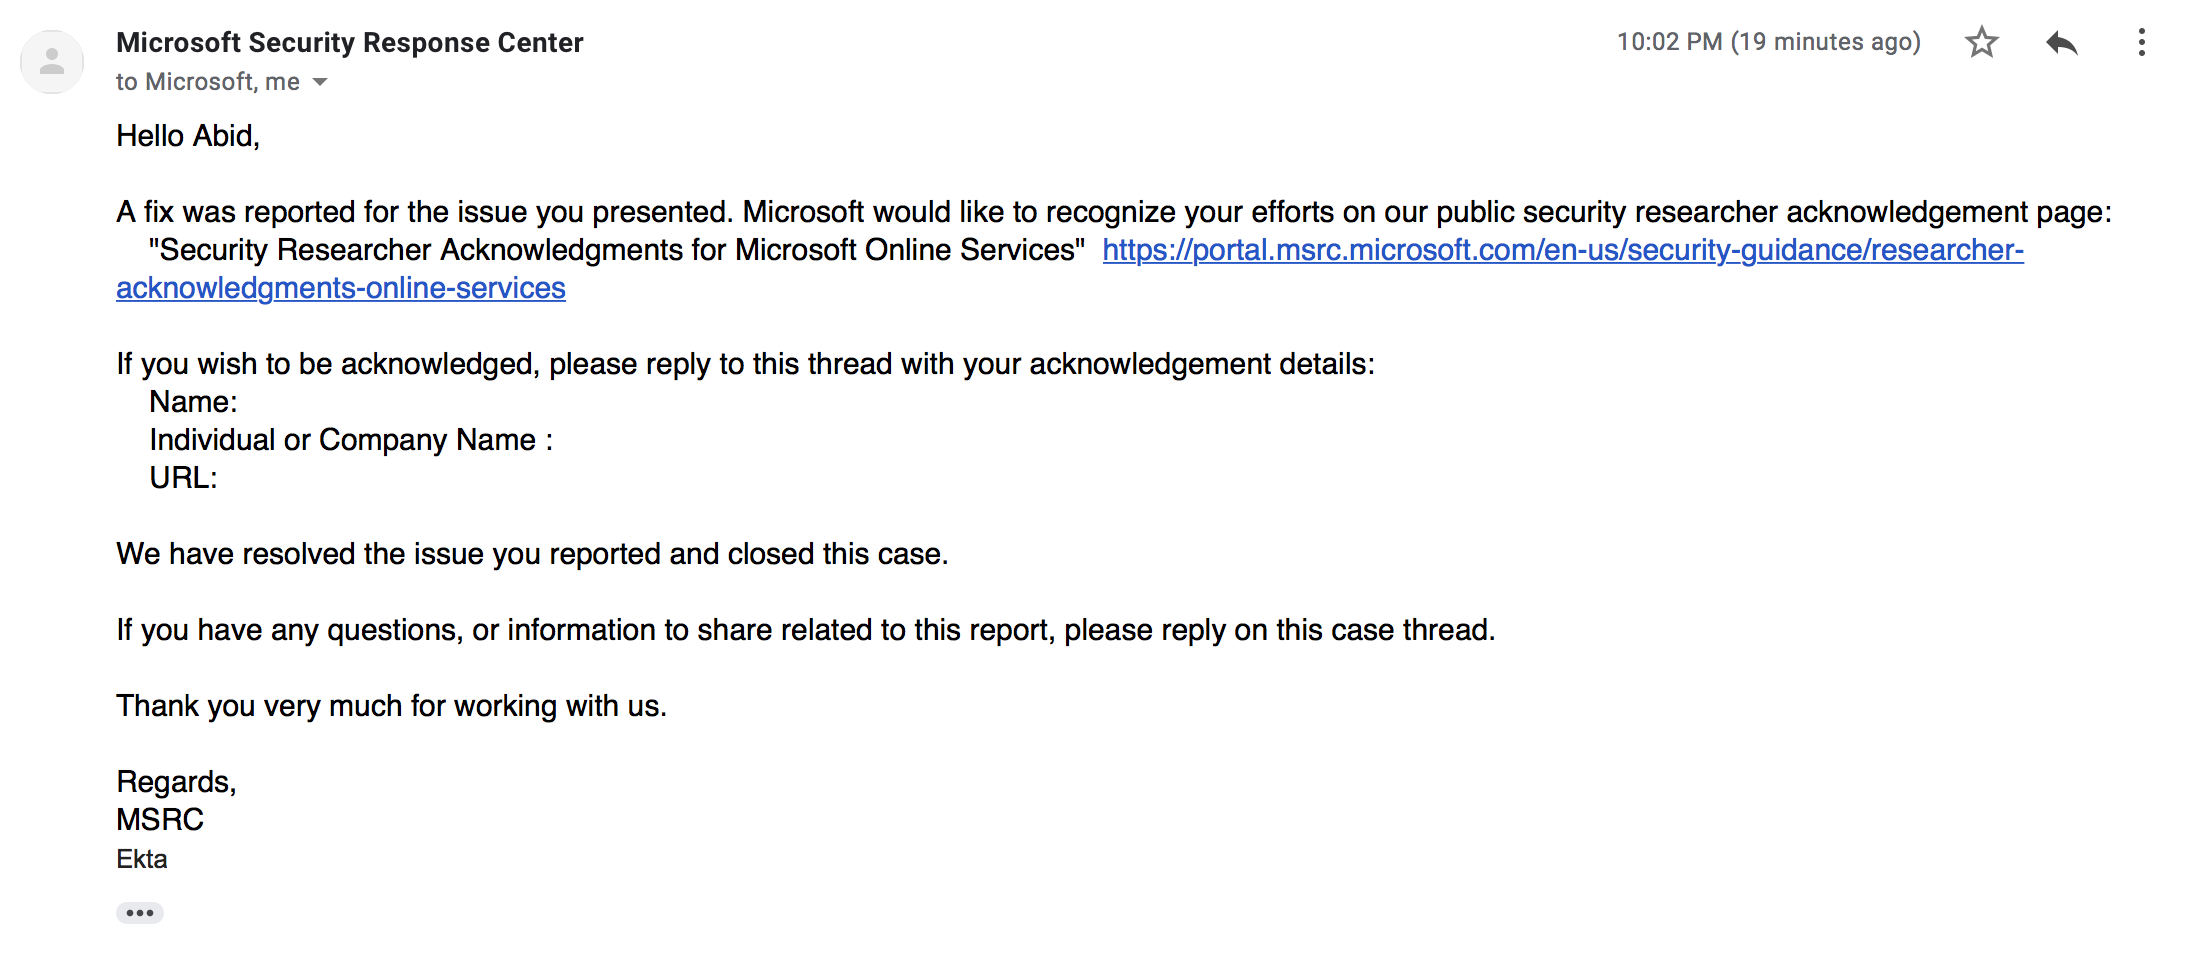 Microsoft Security Response Center
10:02 PM (19 minutes ago)
to Microsoft, me
Hello Abid,
A fix was reported for the issue you presented. Microsoft would like to recognize your efforts on our public security researcher acknowledgement page:
"Security Researcher Acknowledgments for Microsoft Online Services" https://portal.msrc.microsoft.com/en-us/security-guidance/researcher-
acknowledgments-online-services
If you wish to be acknowledged, please reply to this thread with your acknowledgement details:
Name:
Individual or Company Name :
URL:
We have resolved the issue you reported and closed this case.
If you have any questions, or information to share related to this report, please reply on this case thread.
Thank you very much for working with us.
Regards,
MSRC
Ekta